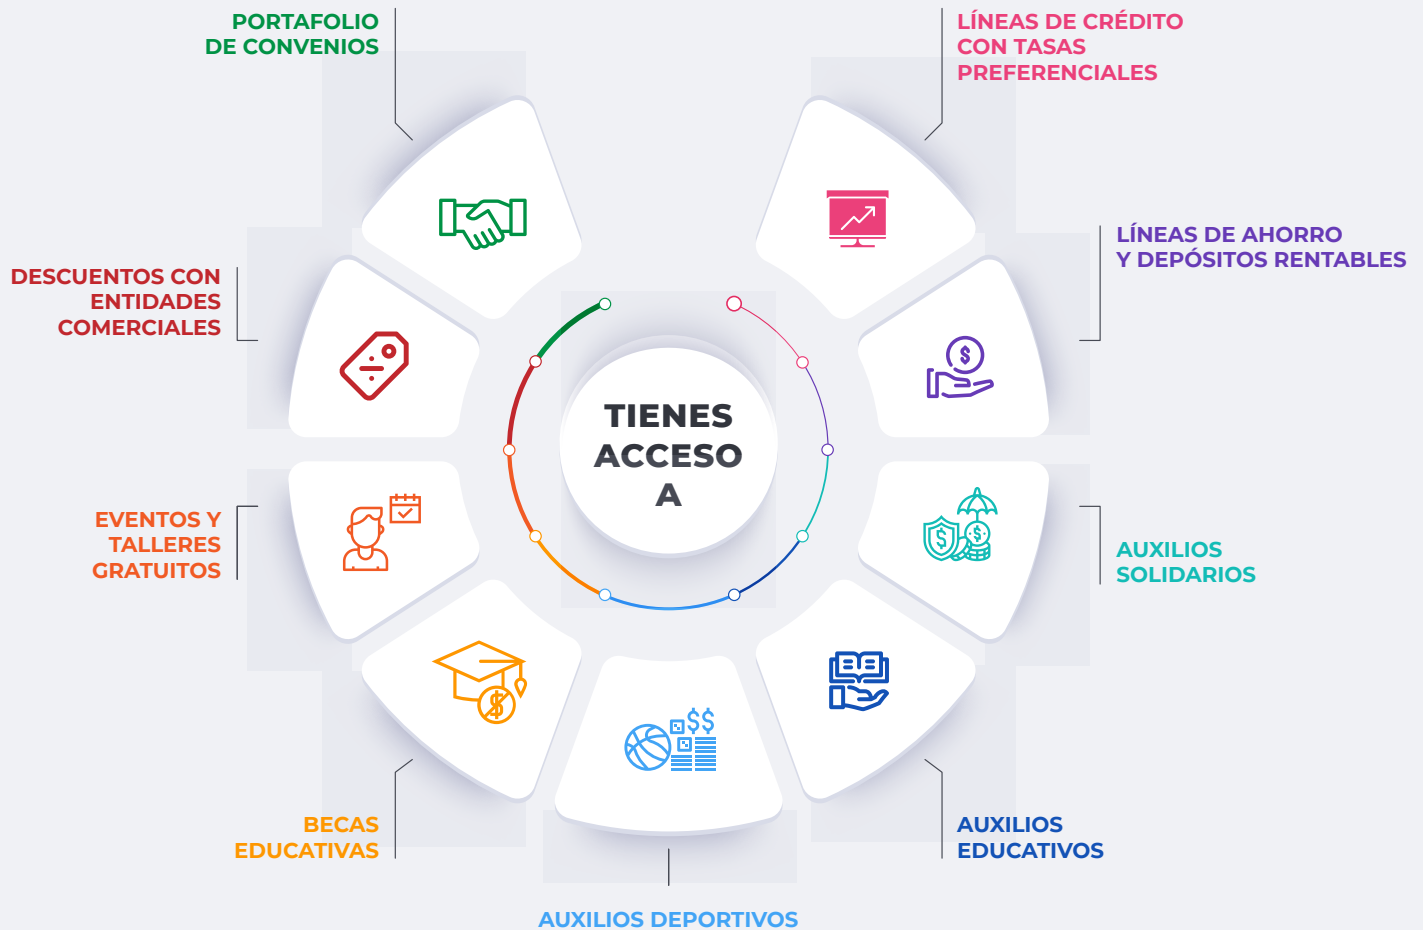 PORTAFOLIO
DE CONVENIOS
LÍNEAS DE CRÉDITO
CON TASAS
PREFERENCIALES
DESCUENTOS CON
ENTIDADES
COMERCIALES
LÍNEAS DE AHORRO
Y DEPÓSITOS RENTABLES
TIENES
ACCESO
A
EVENTOS Y
TALLERES
GRATUITOS
AUXILIOS
SOLIDARIOS
BECAS
EDUCATIVAS
AUXILIOS
EDUCATIVOS
AUXILIOS DEPORTIVOS